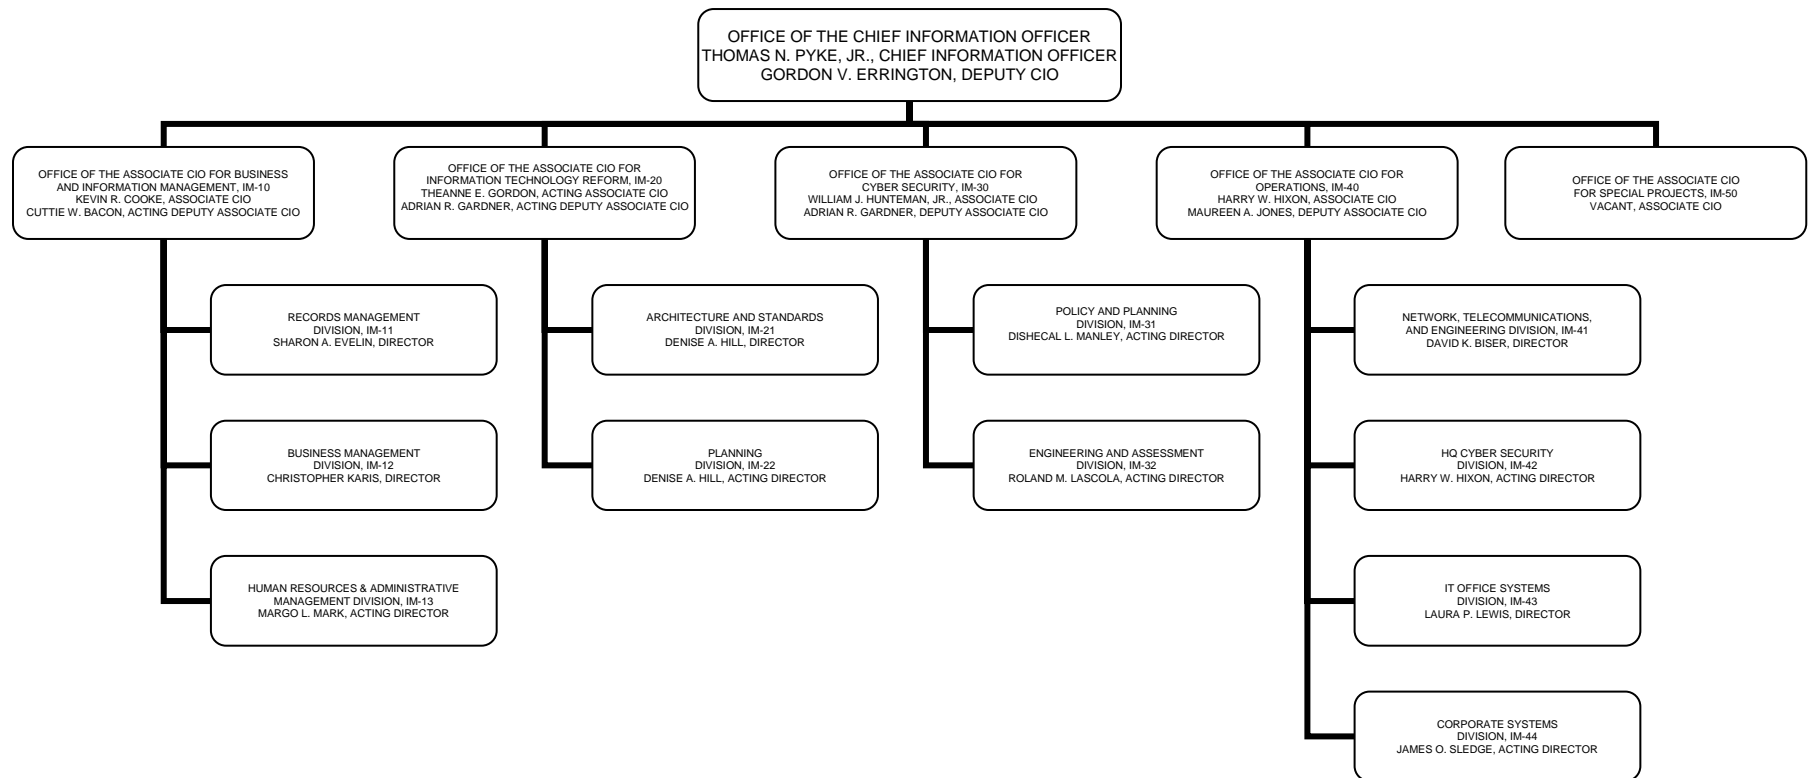 OFFICE OF THE CHIEF INFORMATION OFFICER
THOMAS N. PYKE, JR., CHIEF INFORMATION OFFICER
GORDON V. ERRINGTON, DEPUTY CIO
OFFICE OF THE ASSOCIATE CIO FOR BUSINESS
AND INFORMATION MANAGEMENT, IM-10
KEVIN R. COOKE, ASSOCIATE CIO
CUTTIE W. BACON, ACTING DEPUTY ASSOCIATE CIO
OFFICE OF THE ASSOCIATE CIO FOR
INFORMATION TECHNOLOGY REFORM, IM-20
THEANNE E. GORDON, ACTING ASSOCIATE CIO
ADRIAN R. GARDNER, ACTING DEPUTY ASSOCIATE CIO
OFFICE OF THE ASSOCIATE CIO FOR
CYBER SECURITY, IM-30
WILLIAM J. HUNTEMAN, JR., ASSOCIATE CIO
ADRIAN R. GARDNER, DEPUTY ASSOCIATE CIO
OFFICE OF THE ASSOCIATE CIO FOR
OPERATIONS, IM-40
HARRY W. HIXON, ASSOCIATE CIO
MAUREEN A. JONES, DEPUTY ASSOCIATE CIO
OFFICE OF THE ASSOCIATE CIO
FOR SPECIAL PROJECTS, IM-50
VACANT, ASSOCIATE CIO
RECORDS MANAGEMENT
DIVISION, IM-11
SHARON A. EVELIN, DIRECTOR
ARCHITECTURE AND STANDARDS
DIVISION, IM-21
DENISE A. HILL, DIRECTOR
POLICY AND PLANNING
DIVISION, IM-31
DISHECAL L. MANLEY, ACTING DIRECTOR
NETWORK, TELECOMMUNICATIONS,
AND ENGINEERING DIVISION, IM-41
DAVID K. BISER, DIRECTOR
BUSINESS MANAGEMENT
DIVISION, IM-12
CHRISTOPHER KARIS, DIRECTOR
PLANNING
DIVISION, IM-22
DENISE A. HILL, ACTING DIRECTOR
ENGINEERING AND ASSESSMENT
DIVISION, IM-32
ROLAND M. LASCOLA, ACTING DIRECTOR
HQ CYBER SECURITY
DIVISION, IM-42
HARRY W. HIXON, ACTING DIRECTOR
HUMAN RESOURCES & ADMINISTRATIVE
MANAGEMENT DIVISION, IM-13
MARGO L. MARK, ACTING DIRECTOR
IT OFFICE SYSTEMS
DIVISION, IM-43
LAURA P. LEWIS, DIRECTOR
CORPORATE SYSTEMS
DIVISION, IM-44
JAMES O. SLEDGE, ACTING DIRECTOR